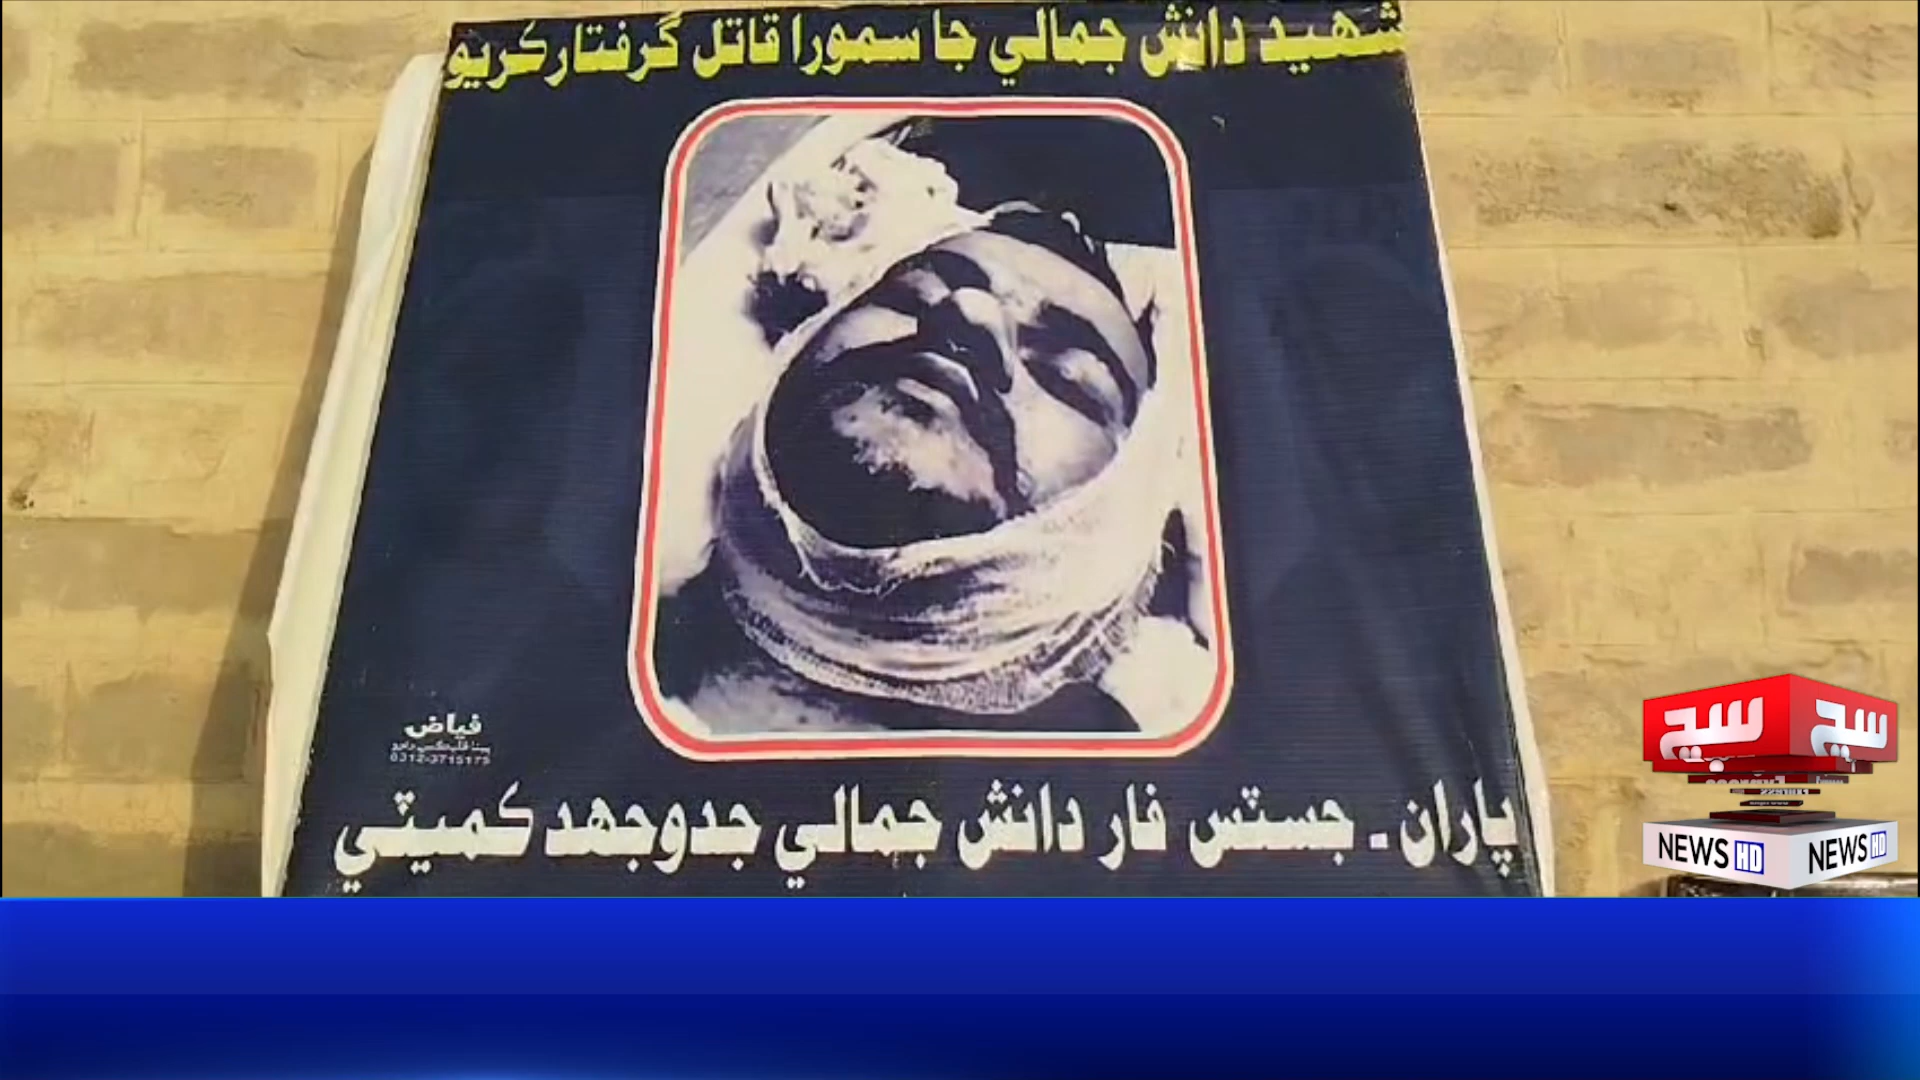 شهيد دانش جمالي جا سمورا قاتل گرفتار ڪريو
فياض
0312-3715175
پاران ۔ جسٽس فار دانش جمالي جدوجهد ڪميٽي
سچ سچ
NEWS HD NEWS HD